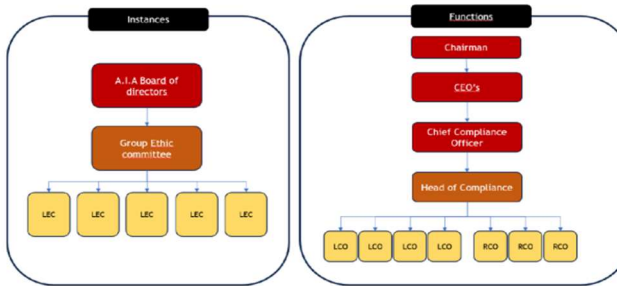 Instances
A.I.A Board of
directors
Group Ethic
committee
LEC
LEC
LEC
LEC
LEC
Functions
Chairman
CEO's
Chief Compliance
Officer
Head of Compliance
LCO
LCO
LCO
LCO
RCO
RCO
RCO